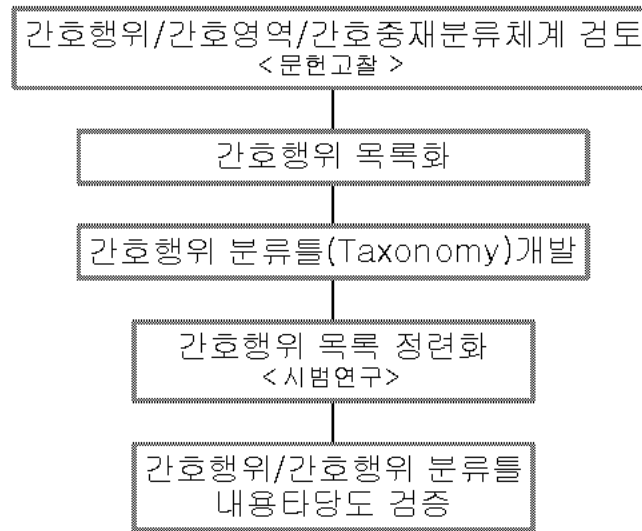 간호행위/간호영역/간호중재분류체계 검토
<문헌고찰 >
간호행위 목록화
간호행위 분류틀(Taxonomy)개발
간호행위 목록 정련화
<시범연구>
간호행위/간호행위 분류틀
내용타당도 검증